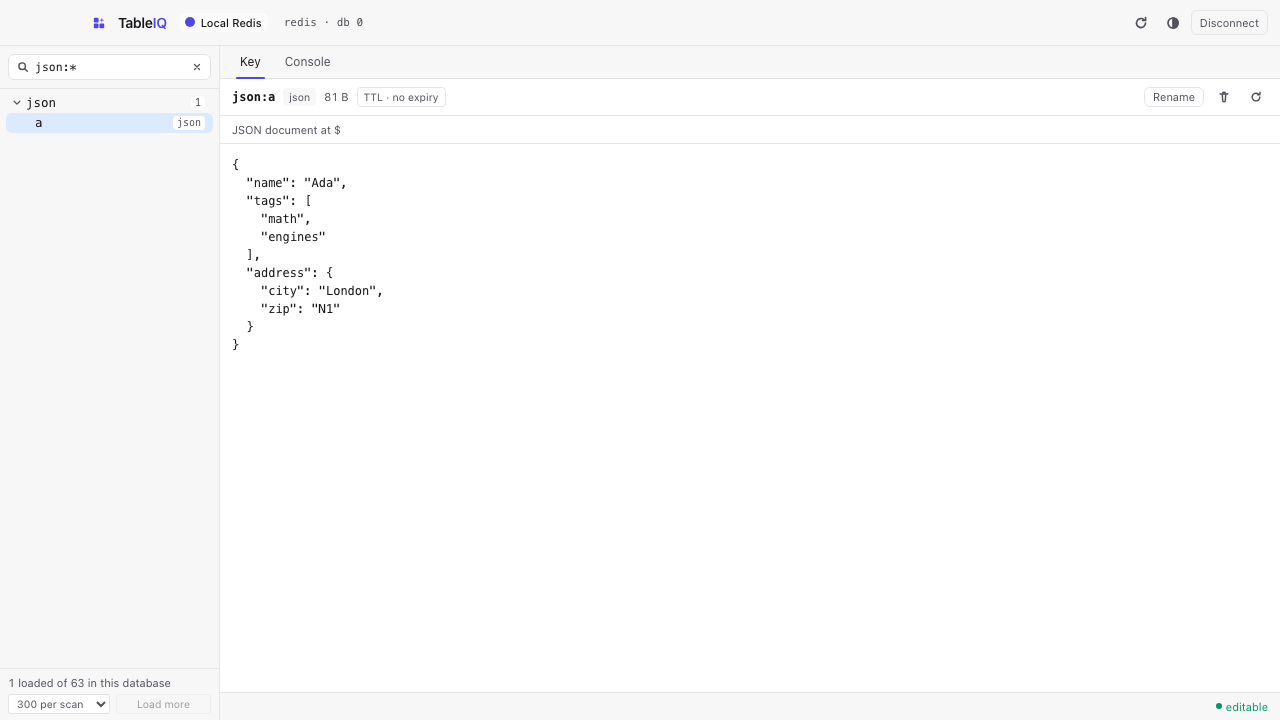 TableIQ
Local Redis
redis · db 0
Disconnect
json:*
Key
Console
json
1
a
json
json:a
json
81 B
TTL · no expiry
Rename
JSON document at $
{
  "name": "Ada",
  "tags": [
    "math",
    "engines"
  ],
  "address": {
    "city": "London",
    "zip": "N1"
  }
}
1 loaded of 63 in this database
300 per scan
Load more
editable